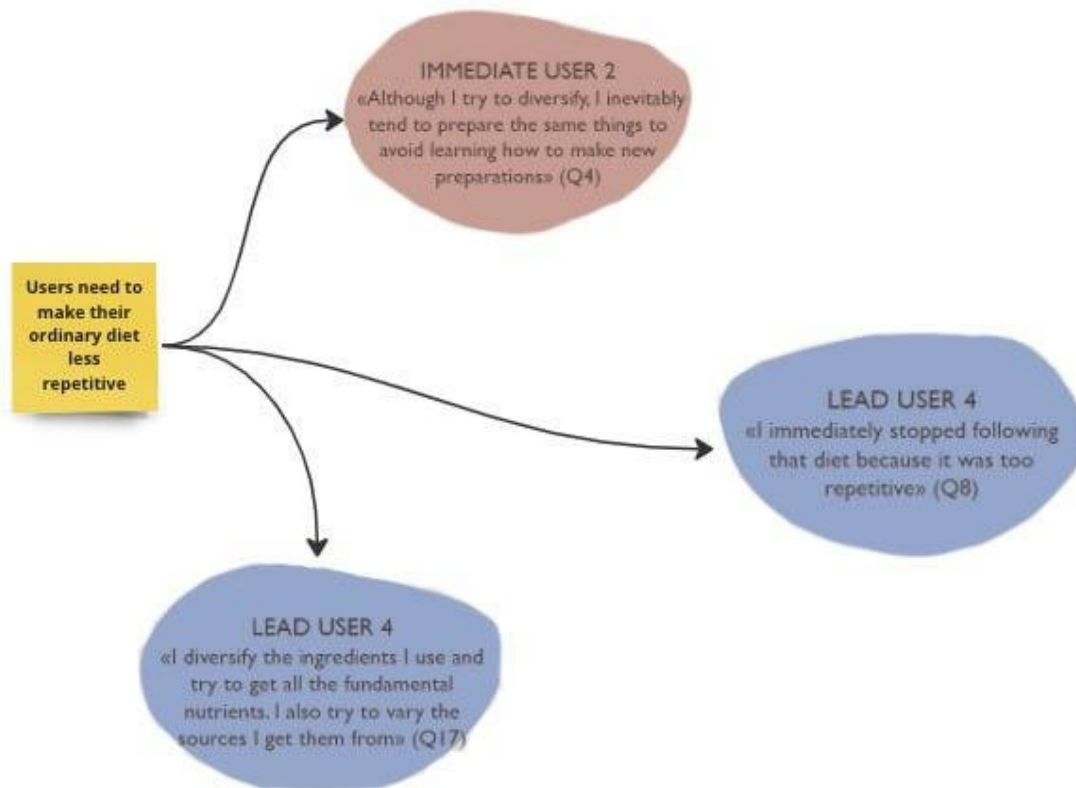 IMMEDIATE USER 2
«Although I try to diversify, I inevitably
tend to prepare the same things to
avoid learning how to make new
preparations» (Q4)
Users need to
make their
ordinary diet
less
repetitive
LEAD USER 4
«I immediately stopped following
that diet because it was too
repetitive» (Q8)
LEAD USER 4
«I diversify the ingredients I use and
try to get all the fundamental
nutrients. I also try to vary the
sources I get them from» (Q17)